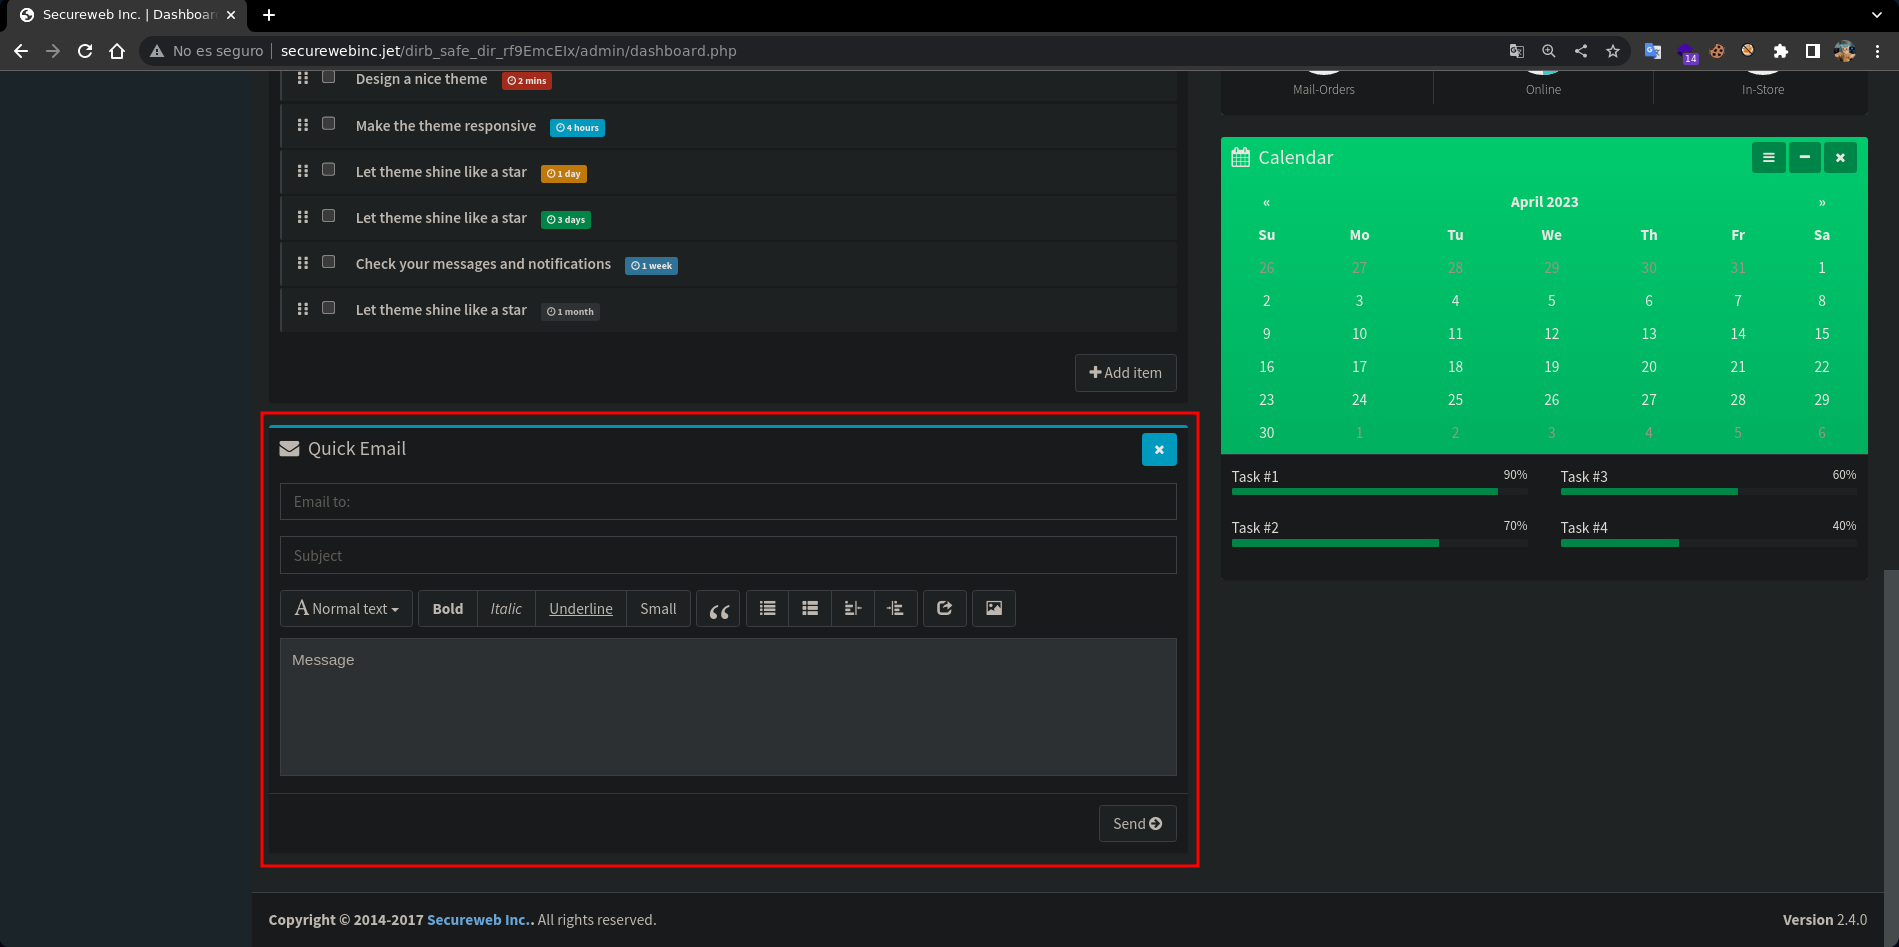 Secureweb Inc. | Dashboar
No es seguro
securewebinc.jet/dirb_safe_dir_rf9EmcEIx/admin/dashboard.php
14
Design a nice theme 2 mins
Make the theme responsive 4 hours
Let theme shine like a star 1 day
Let theme shine like a star 3 days
Check your messages and notifications 1 week
Let theme shine like a star 1 month
Add item
Quick Email
Email to:
Subject
A Normal text Bold Italic Underline Small
Message
Send
Mail-Orders Online In-Store
Calendar
« April 2023 »
Su Mo Tu We Th Fr Sa
26 27 28 29 30 31 1
2 3 4 5 6 7 8
9 10 11 12 13 14 15
16 17 18 19 20 21 22
23 24 25 26 27 28 29
30 1 2 3 4 5 6
Task #1 90% Task #3 60%
Task #2 70% Task #4 40%
Copyright © 2014-2017 Secureweb Inc.. All rights reserved.
Version 2.4.0